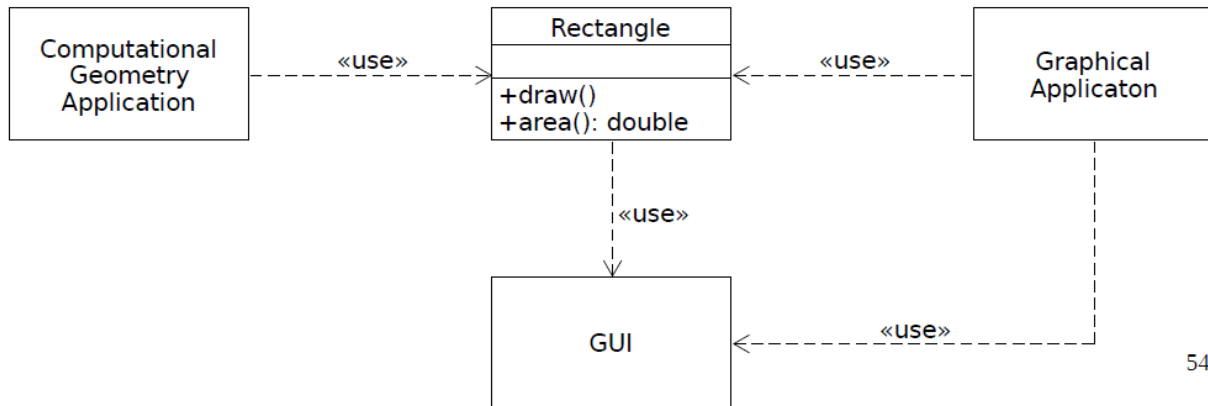 Computational
Geometry
Application
«use»
Rectangle
+draw()
+area(): double
«use»
Graphical
Applicaton
«use»
GUI
«use»
54